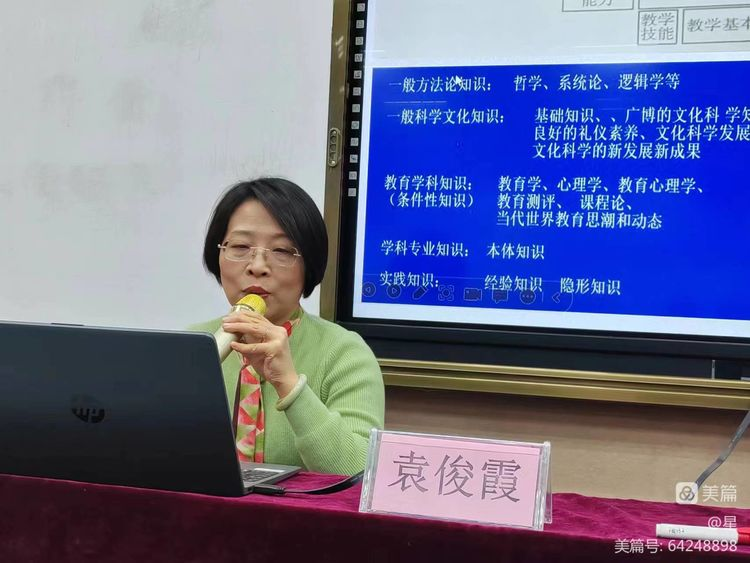 能力
教学
技能
教学基本
一般方法论知识： 哲学、系统论、逻辑学等
一般科学文化知识： 基础知识、、广博的文化科 学知
良好的礼仪素养、文化科学发展
文化科学的新发展新成果
教育学科知识： 教育学、心理学、教育心理学、
（条件性知识） 教育测评、 课程论、
当代世界教育思潮和动态
学科专业知识： 本体知识
实践知识： 经验知识 隐形知识
hp
袁俊霞
美篇
@星
美篇号: 64248898